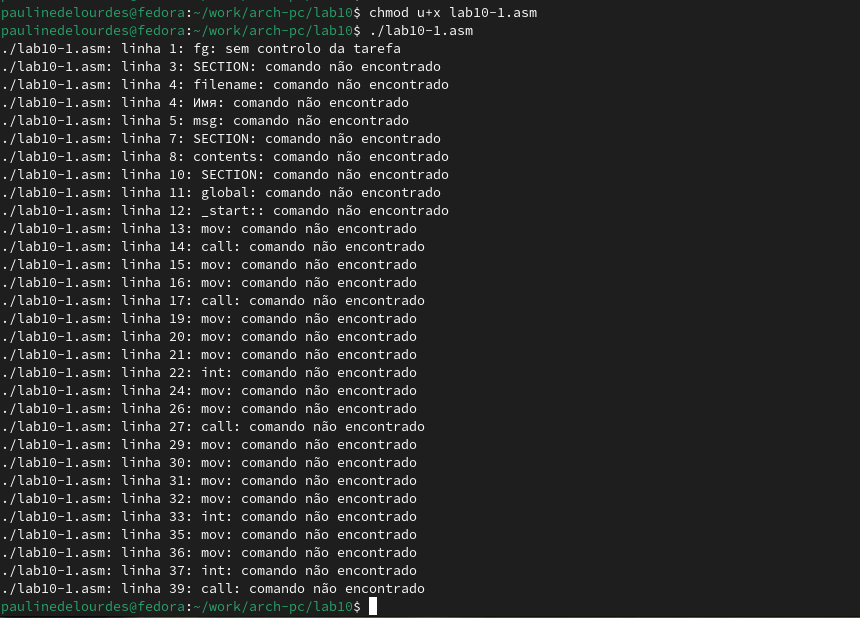 paulinedelourdes@fedora:~/work/arch-pc/lab10$ chmod u+x lab10-1.asm
paulinedelourdes@fedora:~/work/arch-pc/lab10$ ./lab10-1.asm
./lab10-1.asm: linha 1: fg: sem controlo da tarefa
./lab10-1.asm: linha 3: SECTION: comando não encontrado
./lab10-1.asm: linha 4: filename: comando não encontrado
./lab10-1.asm: linha 4: Имя: comando não encontrado
./lab10-1.asm: linha 5: msg: comando não encontrado
./lab10-1.asm: linha 7: SECTION: comando não encontrado
./lab10-1.asm: linha 8: contents: comando não encontrado
./lab10-1.asm: linha 10: SECTION: comando não encontrado
./lab10-1.asm: linha 11: global: comando não encontrado
./lab10-1.asm: linha 12: _start:: comando não encontrado
./lab10-1.asm: linha 13: mov: comando não encontrado
./lab10-1.asm: linha 14: call: comando não encontrado
./lab10-1.asm: linha 15: mov: comando não encontrado
./lab10-1.asm: linha 16: mov: comando não encontrado
./lab10-1.asm: linha 17: call: comando não encontrado
./lab10-1.asm: linha 19: mov: comando não encontrado
./lab10-1.asm: linha 20: mov: comando não encontrado
./lab10-1.asm: linha 21: mov: comando não encontrado
./lab10-1.asm: linha 22: int: comando não encontrado
./lab10-1.asm: linha 24: mov: comando não encontrado
./lab10-1.asm: linha 26: mov: comando não encontrado
./lab10-1.asm: linha 27: call: comando não encontrado
./lab10-1.asm: linha 29: mov: comando não encontrado
./lab10-1.asm: linha 30: mov: comando não encontrado
./lab10-1.asm: linha 31: mov: comando não encontrado
./lab10-1.asm: linha 32: mov: comando não encontrado
./lab10-1.asm: linha 33: int: comando não encontrado
./lab10-1.asm: linha 35: mov: comando não encontrado
./lab10-1.asm: linha 36: mov: comando não encontrado
./lab10-1.asm: linha 37: int: comando não encontrado
./lab10-1.asm: linha 39: call: comando não encontrado
paulinedelourdes@fedora:~/work/arch-pc/lab10$